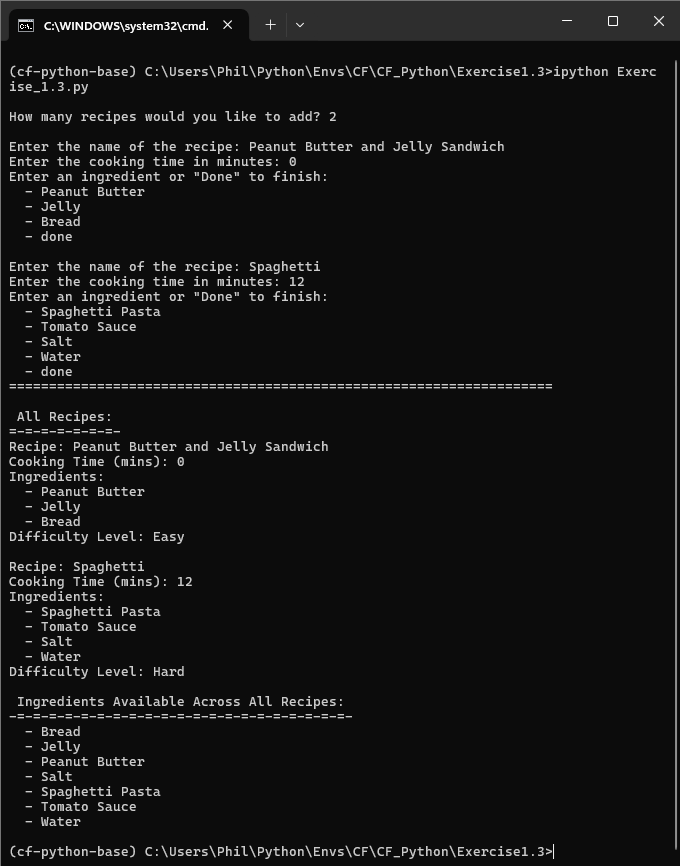 C:\WINDOWS\system32\cmd.
(cf-python-base) C:\Users\Phil\Python\Envs\CF\CF_Python\Exercise1.3>ipython Exerc
ise_1.3.py
How many recipes would you like to add? 2
Enter the name of the recipe: Peanut Butter and Jelly Sandwich
Enter the cooking time in minutes: 0
Enter an ingredient or "Done" to finish:
  - Peanut Butter
  - Jelly
  - Bread
  - done
Enter the name of the recipe: Spaghetti
Enter the cooking time in minutes: 12
Enter an ingredient or "Done" to finish:
  - Spaghetti Pasta
  - Tomato Sauce
  - Salt
  - Water
  - done
====================================================================
 All Recipes:
=-=-=-=-=-=-=-
Recipe: Peanut Butter and Jelly Sandwich
Cooking Time (mins): 0
Ingredients:
  - Peanut Butter
  - Jelly
  - Bread
Difficulty Level: Easy
Recipe: Spaghetti
Cooking Time (mins): 12
Ingredients:
  - Spaghetti Pasta
  - Tomato Sauce
  - Salt
  - Water
Difficulty Level: Hard
 Ingredients Available Across All Recipes:
-=-=-=-=-=-=-=-=-=-=-=-=-=-=-=-=-=-=-=-=-=-
  - Bread
  - Jelly
  - Peanut Butter
  - Salt
  - Spaghetti Pasta
  - Tomato Sauce
  - Water
(cf-python-base) C:\Users\Phil\Python\Envs\CF\CF_Python\Exercise1.3>